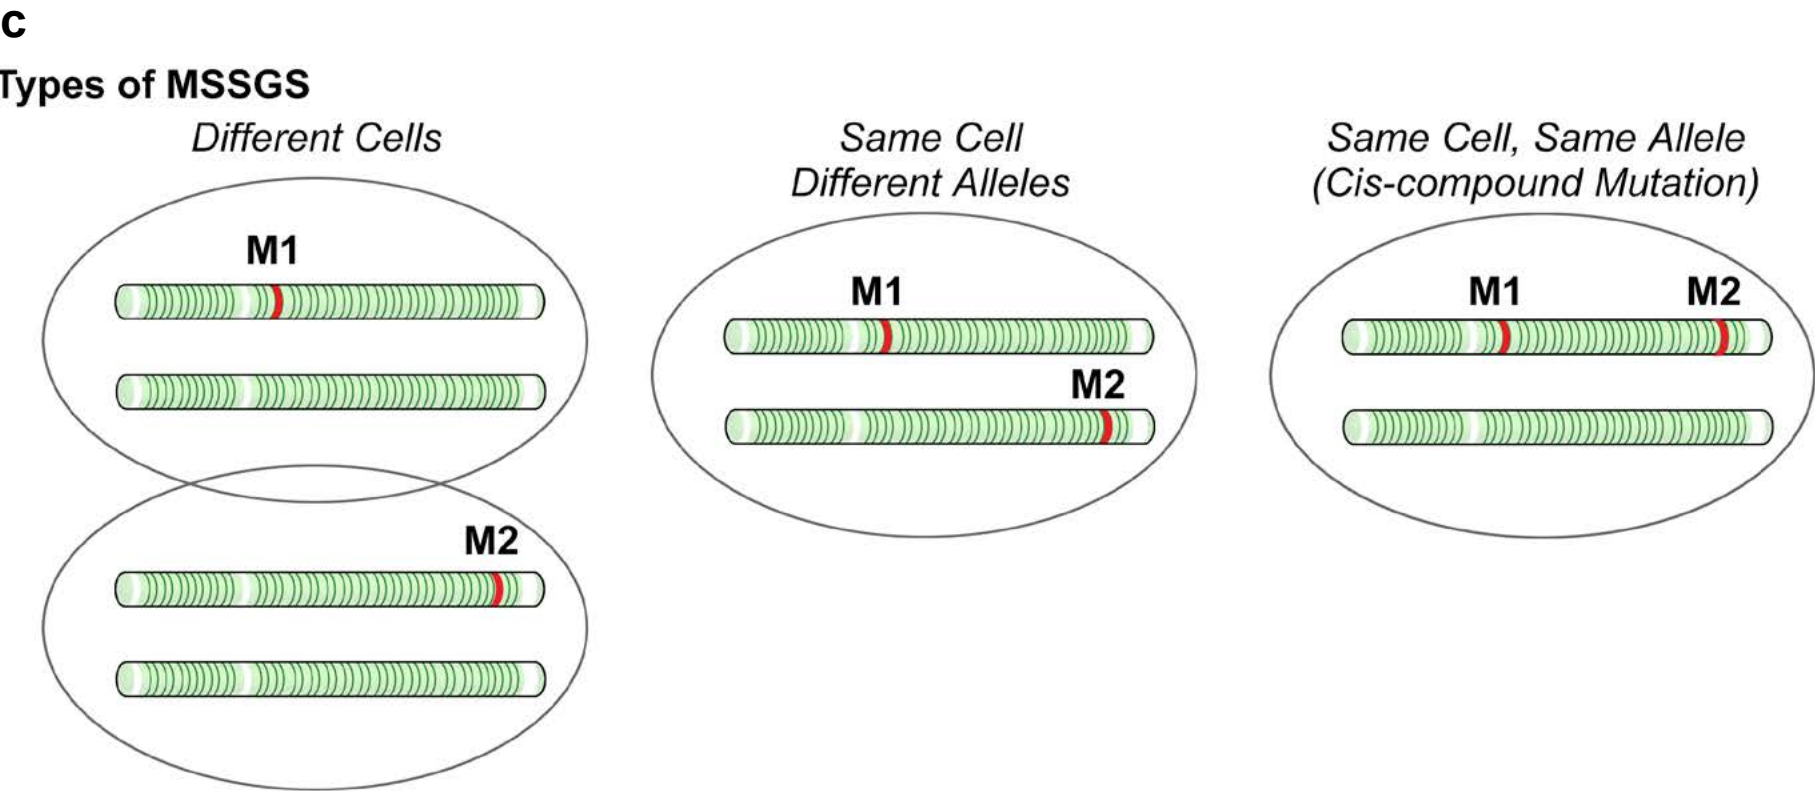 c
Types of MSSGS
Different Cells
M1
M2
Same Cell
Different Alleles
M1
M2
Same Cell, Same Allele
(Cis-compound Mutation)
M1 M2